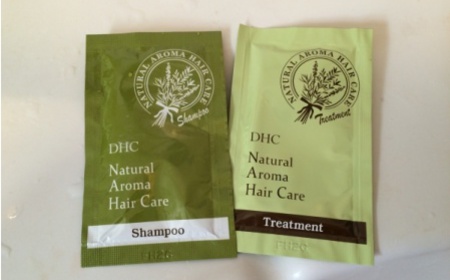 NATURAL AROMA HAIR CARE
Shampoo
DHC
Natural
Aroma
Hair Care
Shampoo
NATURAL AROMA HAIR CARE
Treatment
DHC
Natural
Aroma
Hair Care
Treatment